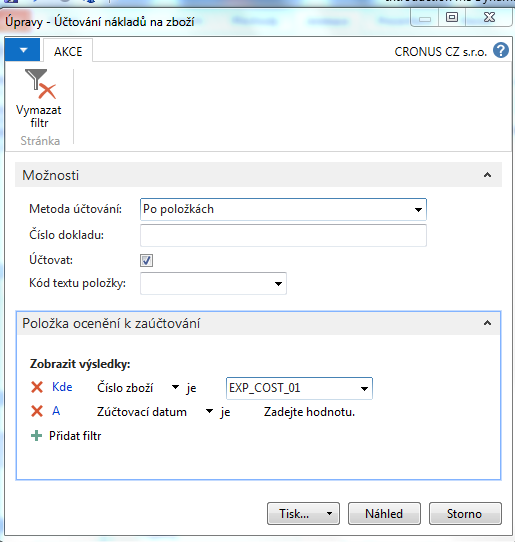 Úpravy - Účtování nákladů na zboží
AKCE
CRONUS CZ s.r.o.
Vymazat
filtr
Stránka
Možnosti
Metoda účtování: Po položkách
Číslo dokladu:
Účtovat:
Kód textu položky:
Položka ocenění k zaúčtování
Zobrazit výsledky:
Kde Číslo zboží je EXP_COST_01
A Zúčtovací datum je Zadejte hodnotu.
Přidat filtr
Tisk... Náhled Storno